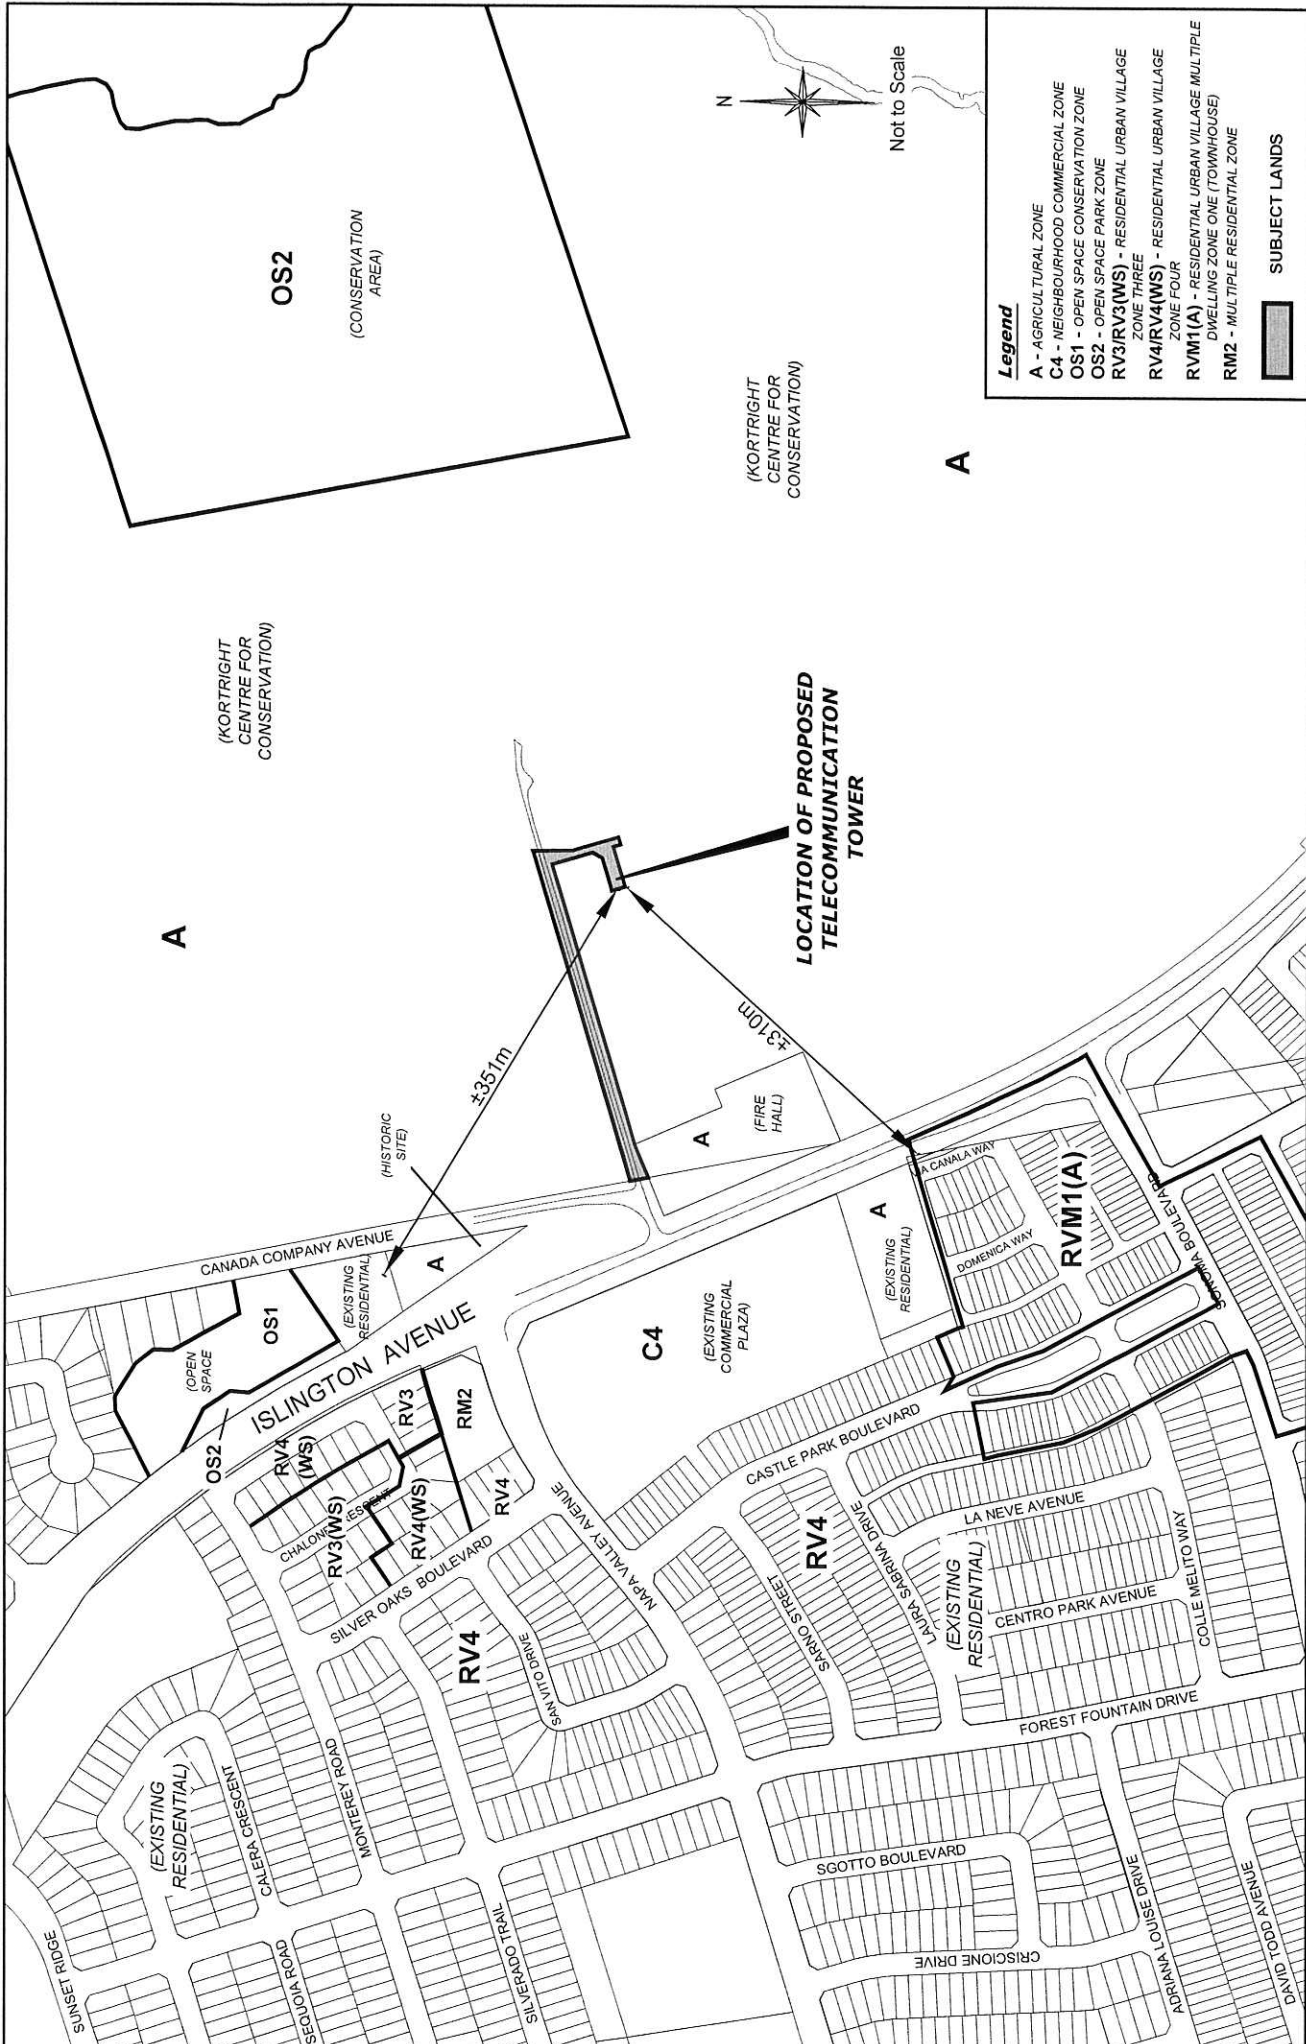 OS2
(CONSERVATION
AREA)
N
Not to Scale
(KORTRIGHT
CENTRE FOR
CONSERVATION)
A
(KORTRIGHT
CENTRE FOR
CONSERVATION)
A
LOCATION OF PROPOSED
TELECOMMUNICATION
TOWER
±351m
±310m
(HISTORIC
SITE)
A
(FIRE
HALL)
CANADA COMPANY AVENUE
A
(EXISTING
RESIDENTIAL)
OS1
(OPEN
SPACE
OS2
ISLINGTON AVENUE
RV4
(WS)
RV3
RM2
CHALONE CRESCENT
RV3(WS)
RV4(WS)
RV4
SILVER OAKS BOULEVARD
C4
(EXISTING
COMMERCIAL
PLAZA)
A
(EXISTING
RESIDENTIAL)
CANALA WAY
DOMENICA WAY
RVM1(A)
SONOMA BOULEVARD
CASTLE PARK BOULEVARD
NAPA VALLEY AVENUE
RV4
SAN VITO DRIVE
RV4
SARNO STREET
LAURA SABRINA DRIVE
LA NEVE AVENUE
(EXISTING
RESIDENTIAL)
CENTRO PARK AVENUE
COLLE MELITO WAY
FOREST FOUNTAIN DRIVE
(EXISTING
RESIDENTIAL)
CALERA CRESCENT
MONTEREY ROAD
SUNSET RIDGE
SEQUOIA ROAD
SILVERADO TRAIL
SGOTTO BOULEVARD
CRISCIONE DRIVE
ADRIANA LOUISE DRIVE
DAVID TODD AVENUE
Legend
A - AGRICULTURAL ZONE
C4 - NEIGHBOURHOOD COMMERCIAL ZONE
OS1 - OPEN SPACE CONSERVATION ZONE
OS2 - OPEN SPACE PARK ZONE
RV3/RV3(WS) - RESIDENTIAL URBAN VILLAGE
ZONE THREE
RV4/RV4(WS) - RESIDENTIAL URBAN VILLAGE
ZONE FOUR
RVM1(A) - RESIDENTIAL URBAN VILLAGE MULTIPLE
DWELLING ZONE ONE (TOWNHOUSE)
RM2 - MULTIPLE RESIDENTIAL ZONE
SUBJECT LANDS